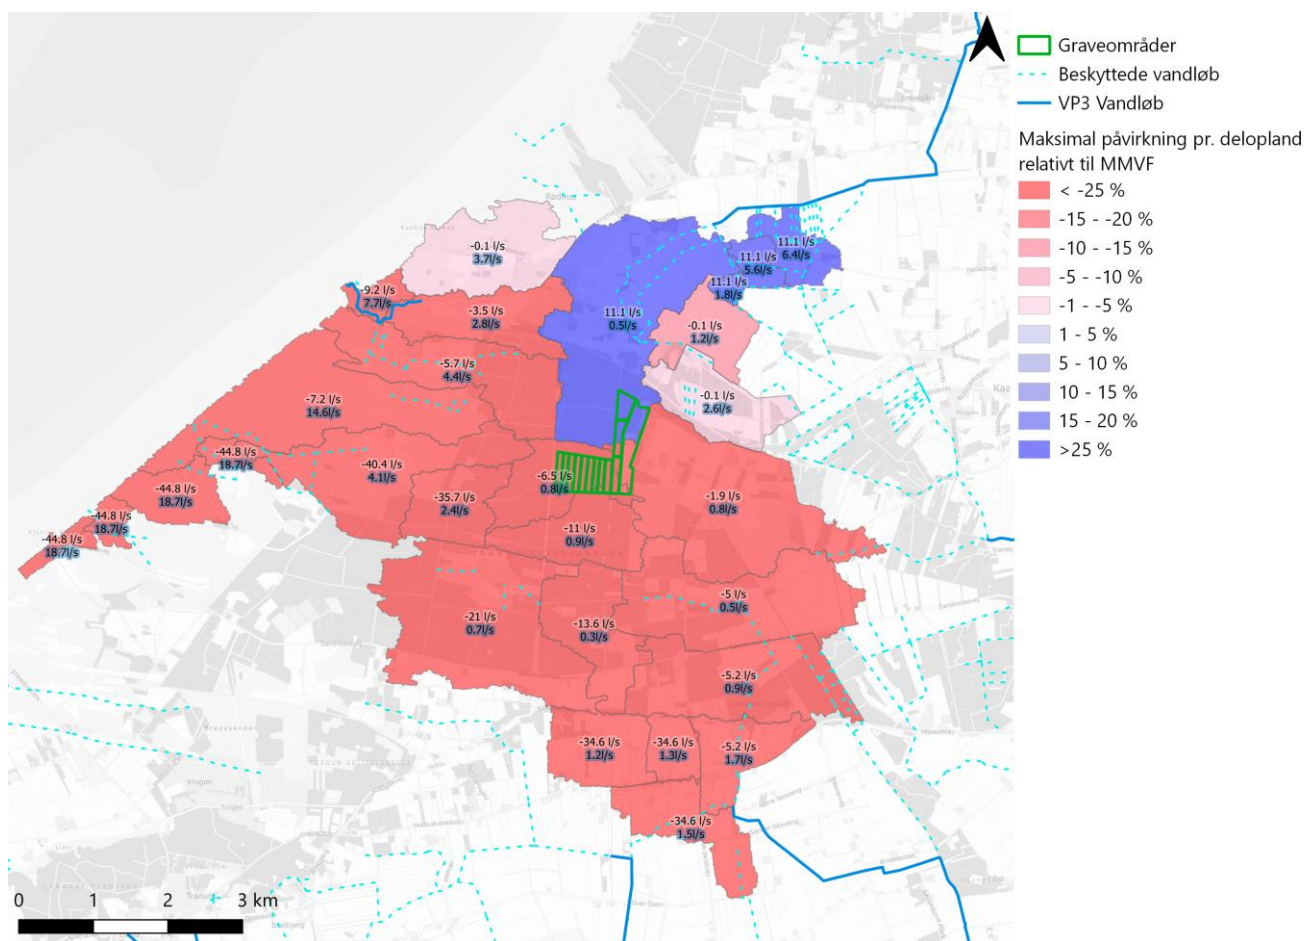 Graveområder
Beskyttede vandløb
VP3 Vandløb
Maksimal påvirkning pr. delopland
relativt til MMVF
< -25 %
-15 - -20 %
-10 - -15 %
-5 - -10 %
-1 - -5 %
1 - 5 %
5 - 10 %
10 - 15 %
15 - 20 %
>25 %
Rødhus
-0.1 l/s
3.7l/s
11.1 l/s
6.4l/s
11.1 l/s
5.6l/s
11.1 l/s
1.8l/s
-9.2 l/s
7.7l/s
-3.5 l/s
2.8l/s
11.1 l/s
0.5l/s
-0.1 l/s
1.2l/s
-5.7 l/s
4.4l/s
-0.1 l/s
2.6l/s
Kaa
-7.2 l/s
14.6l/s
-44.8 l/s
18.7l/s
-40.4 l/s
4.1l/s
-6.5 l/s
0.8l/s
-44.8 l/s
18.7l/s
-35.7 l/s
2.4l/s
-1.9 l/s
0.8l/s
-44.8 l/s
18.7l/s
-44.8 l/s
18.7l/s
-11 l/s
0.9l/s
-5 l/s
0.5l/s
-21 l/s
0.7l/s
-13.6 l/s
0.3l/s
-5.2 l/s
0.9l/s
-34.6 l/s
1.2l/s
-34.6 l/s
1.3l/s
-5.2 l/s
1.7l/s
-34.6 l/s
1.5l/s
TRANUM SKYDEPLANTAGE
Krogen
Tranum
0 1 2 3 km